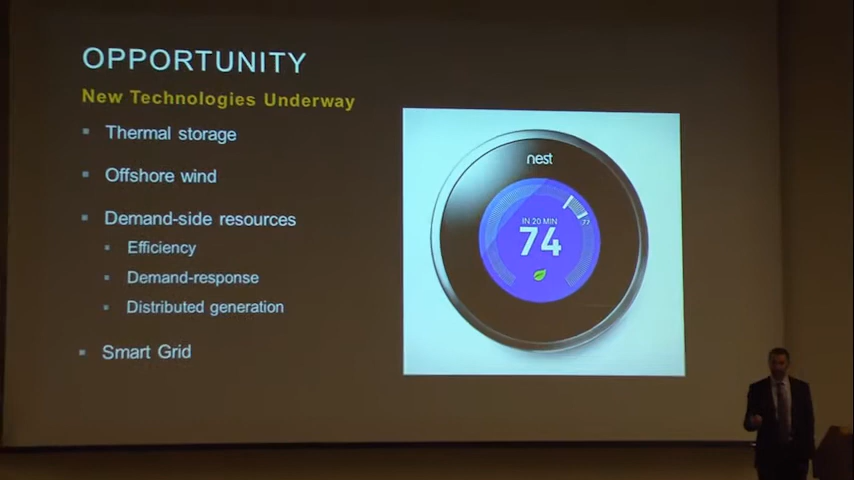 OPPORTUNITY
New Technologies Underway
Thermal storage
Offshore wind
Demand-side resources
Efficiency
Demand-response
Distributed generation
Smart Grid
nest
IN 20 MIN
77
74